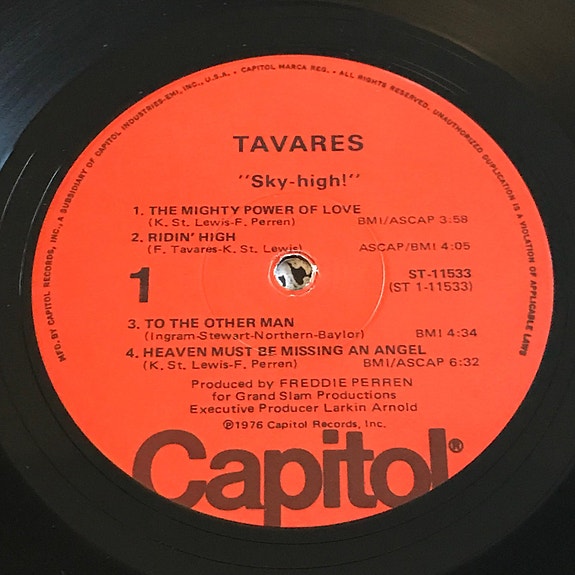 MFD. BY CAPITOL RECORDS, INC., A SUBSIDIARY OF CAPITOL INDUSTRIES-EMI, INC., U.S.A. • CAPITOL MARCA REG. • ALL RIGHTS RESERVED. UNAUTHORIZED DUPLICATION IS A VIOLATION OF APPLICABLE LAWS
TAVARES
"Sky-high!"
1. THE MIGHTY POWER OF LOVE
(K. St. Lewis-F. Perren) BMI/ASCAP 3:58
2. RIDIN' HIGH
(F. Tavares-K. St. Lewis) ASCAP/BMI 4:05
1
ST-11533
(ST 1-11533)
3. TO THE OTHER MAN
(Ingram-Stewart-Northern-Baylor) BMI 4:34
4. HEAVEN MUST BE MISSING AN ANGEL
(K. St. Lewis-F. Perren) BMI/ASCAP 6:32
Produced by FREDDIE PERREN
for Grand Slam Productions
Executive Producer Larkin Arnold
℗1976 Capitol Records, Inc.
Capitol®